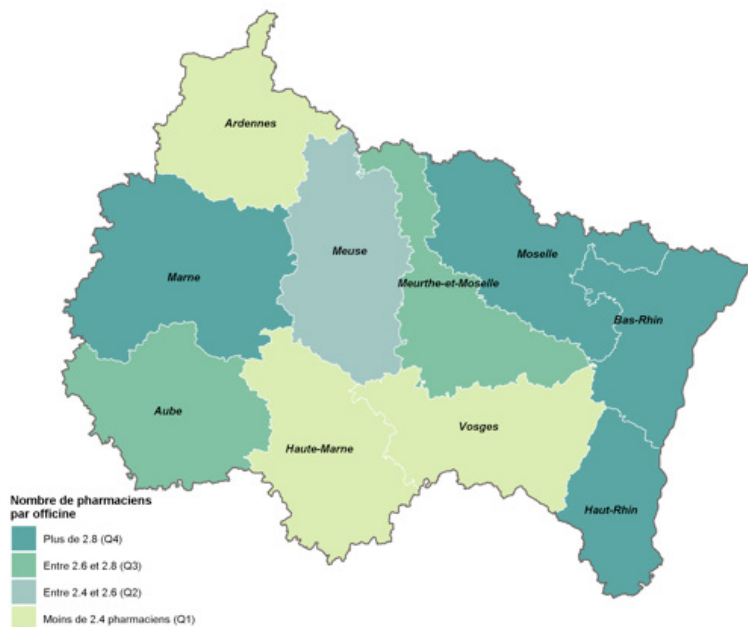 Ardennes
Meuse
Moselle
Marne
Meurthe-et-Moselle
Bas-Rhin
Aube
Vosges
Haute-Marne
Haut-Rhin
Nombre de pharmaciens
par officine
Plus de 2.8 (Q4)
Entre 2.6 et 2.8 (Q3)
Entre 2.4 et 2.6 (Q2)
Moins de 2.4 pharmaciens (Q1)